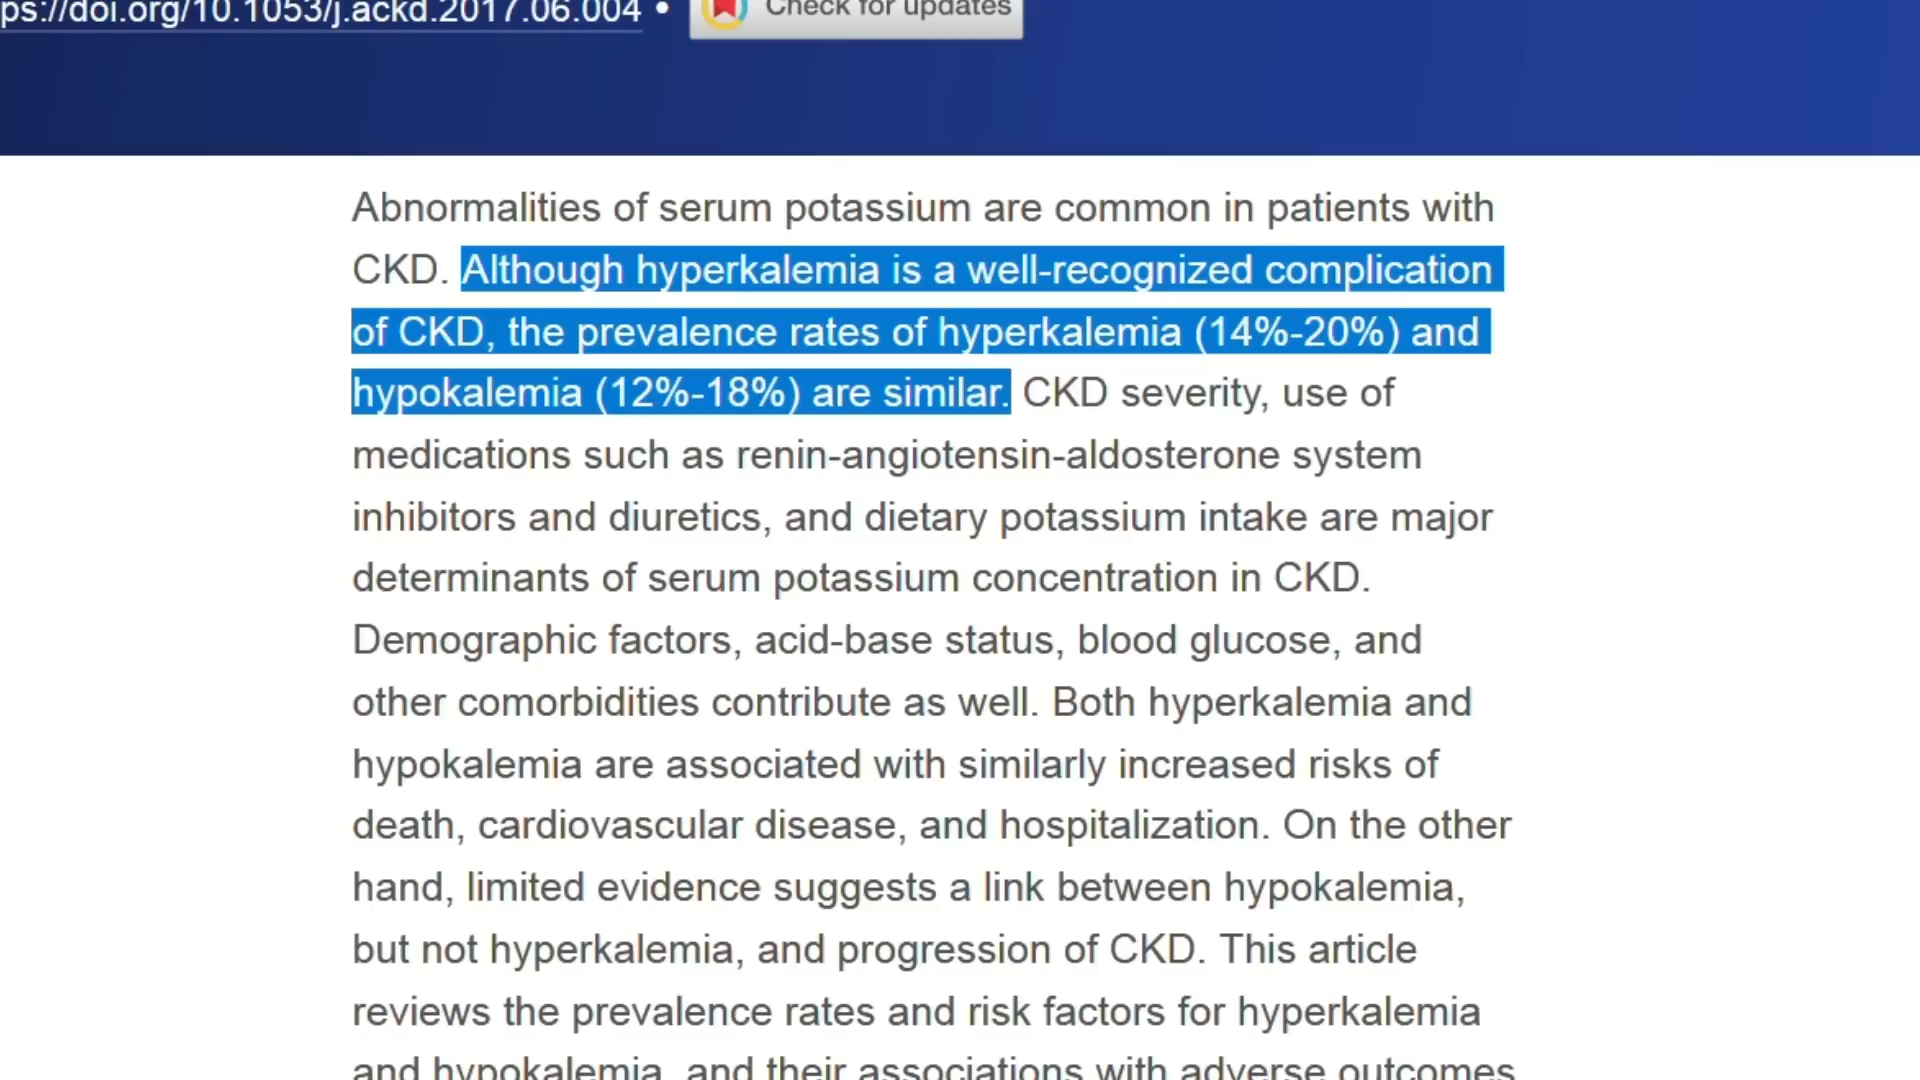 ps://doi.org/10.1053/j.ackd.2017.06.004 • Check for updates
Abnormalities of serum potassium are common in patients with
CKD. Although hyperkalemia is a well-recognized complication
of CKD, the prevalence rates of hyperkalemia (14%-20%) and
hypokalemia (12%-18%) are similar. CKD severity, use of
medications such as renin-angiotensin-aldosterone system
inhibitors and diuretics, and dietary potassium intake are major
determinants of serum potassium concentration in CKD.
Demographic factors, acid-base status, blood glucose, and
other comorbidities contribute as well. Both hyperkalemia and
hypokalemia are associated with similarly increased risks of
death, cardiovascular disease, and hospitalization. On the other
hand, limited evidence suggests a link between hypokalemia,
but not hyperkalemia, and progression of CKD. This article
reviews the prevalence rates and risk factors for hyperkalemia
and hypokalemia, and their associations with adverse outcomes